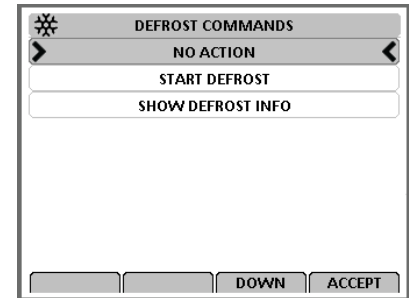 DEFROST COMMANDS
NO ACTION
START DEFROST
SHOW DEFROST INFO
DOWN ACCEPT